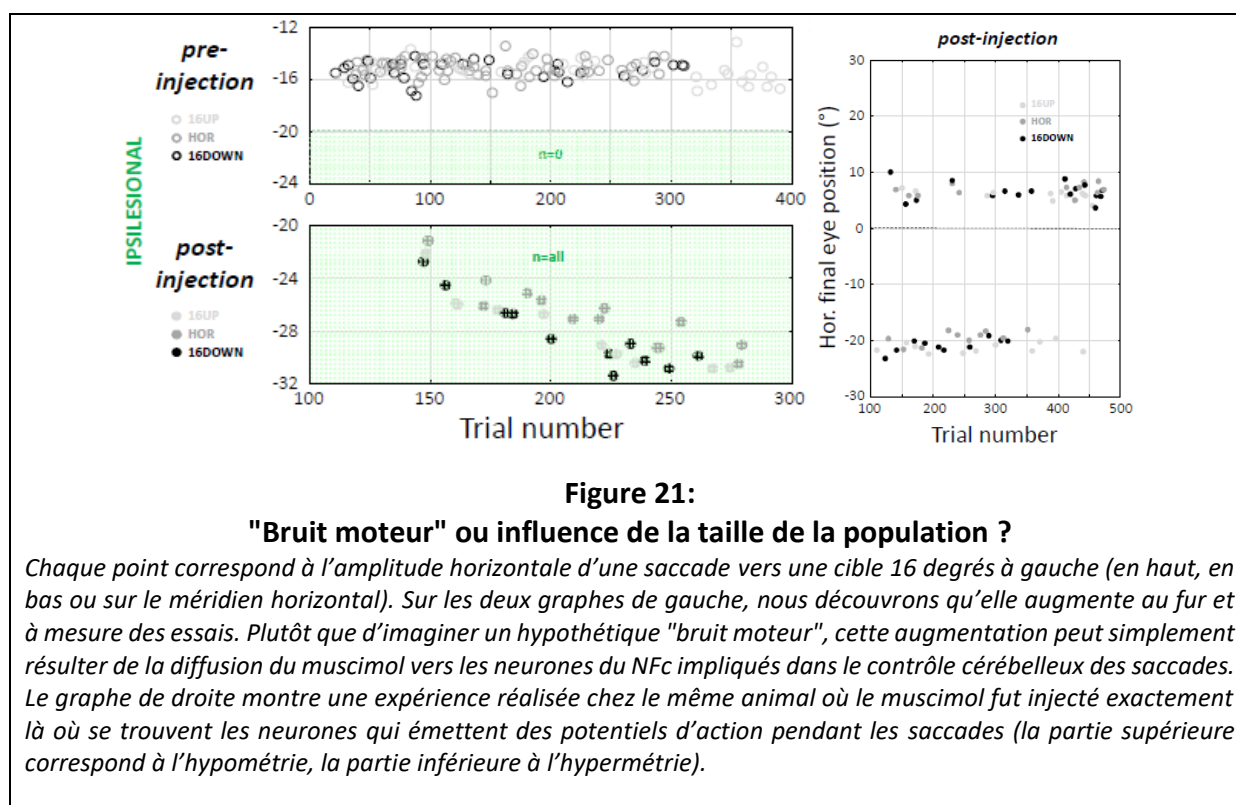 pre-
injection
16UP
HOR
16DOWN
IPSILESIONAL
-12
-16
-20
-24
n=0
0
100
200
300
400
post-
injection
16UP
HOR
16DOWN
-20
-24
-28
-32
n=all
100
150
200
250
300
Trial number
post-injection
16UP
HOR
16DOWN
Hor. final eye position (°)
30
20
10
0
-10
-20
-30
100
200
300
400
500
Trial number
Figure 21:
"Bruit moteur" ou influence de la taille de la population ?
Chaque point correspond à l'amplitude horizontale d'une saccade vers une cible 16 degrés à gauche (en haut, en
bas ou sur le méridien horizontal). Sur les deux graphes de gauche, nous découvrons qu'elle augmente au fur et
à mesure des essais. Plutôt que d'imaginer un hypothétique "bruit moteur", cette augmentation peut simplement
résulter de la diffusion du muscimol vers les neurones du NFc impliqués dans le contrôle cérébelleux des saccades.
Le graphe de droite montre une expérience réalisée chez le même animal où le muscimol fut injecté exactement
là où se trouvent les neurones qui émettent des potentiels d'action pendant les saccades (la partie supérieure
correspond à l'hypométrie, la partie inférieure à l'hypermétrie).